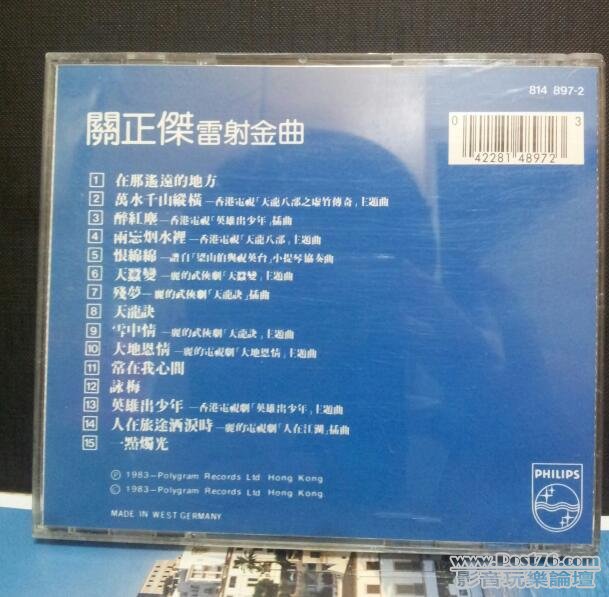 814 897-2
關正傑雷射金曲
0 42281 48972 3
1 在那遙遠的地方
2 萬水千山縱橫—香港電視「天龍八部之虛竹傳奇」主題曲
3 醉紅塵—香港電視「英雄出少年」插曲
4 兩忘烟水裡—香港電視「天龍八部」主題曲
5 恨綿綿—譜自「梁山伯與祝英台」小提琴協奏曲
6 天蠶變—麗的武俠劇「天蠶變」主題曲
7 殘夢—麗的武俠劇「天龍訣」插曲
8 天龍訣
9 雪中情—麗的武俠劇「天龍訣」主題曲
10 大地恩情—麗的電視劇「大地恩情」主題曲
11 常在我心間
12 詠梅
13 英雄出少年—香港電視劇「英雄出少年」主題曲
14 人在旅途洒淚時—麗的電視劇「人在江湖」插曲
15 一點燭光
Ⓟ 1983—Polygram Records Ltd Hong Kong
© 1983—Polygram Records Ltd Hong Kong
MADE IN WEST GERMANY
PHILIPS
www.Post76.com
影音玩樂論壇